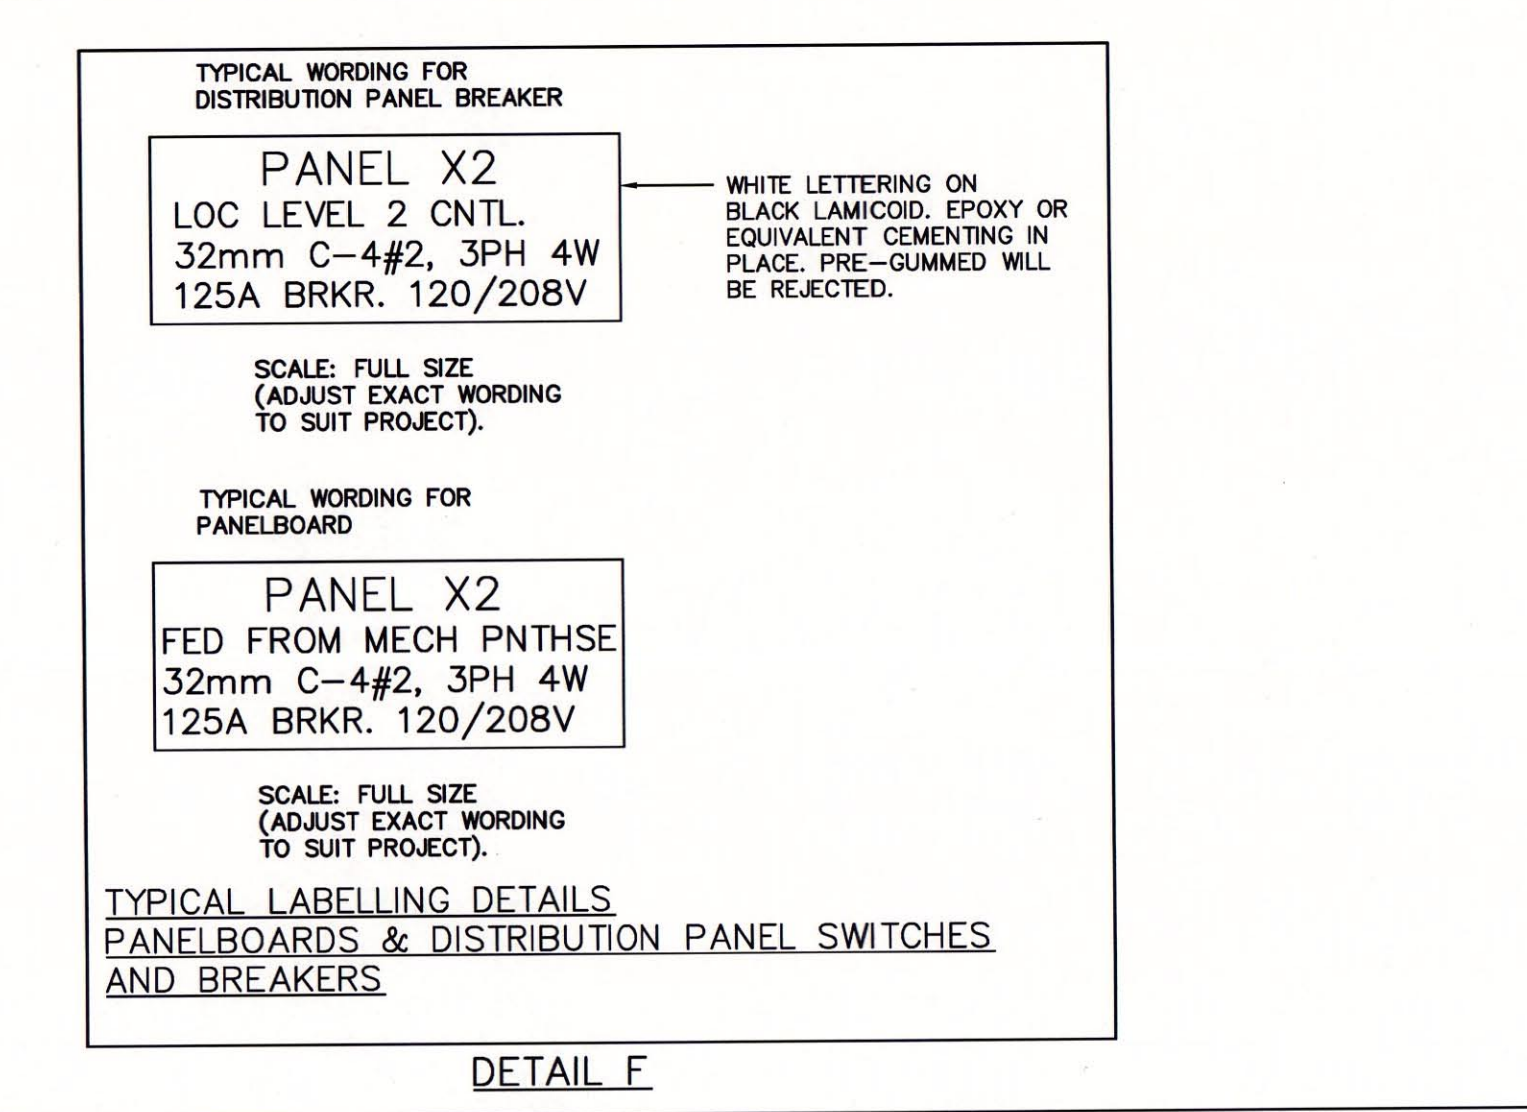 TYPICAL WORDING FOR
DISTRIBUTION PANEL BREAKER
PANEL X2
LOC LEVEL 2 CNTL.
32mm C-4#2, 3PH 4W
125A BRKR. 120/208V
WHITE LETTERING ON
BLACK LAMICOID. EPOXY OR
EQUIVALENT CEMENTING IN
PLACE. PRE-GUMMED WILL
BE REJECTED.
SCALE: FULL SIZE
(ADJUST EXACT WORDING
TO SUIT PROJECT).
TYPICAL WORDING FOR
PANELBOARD
PANEL X2
FED FROM MECH PNTHSE
32mm C-4#2, 3PH 4W
125A BRKR. 120/208V
SCALE: FULL SIZE
(ADJUST EXACT WORDING
TO SUIT PROJECT).
TYPICAL LABELLING DETAILS
PANELBOARDS & DISTRIBUTION PANEL SWITCHES
AND BREAKERS
DETAIL F